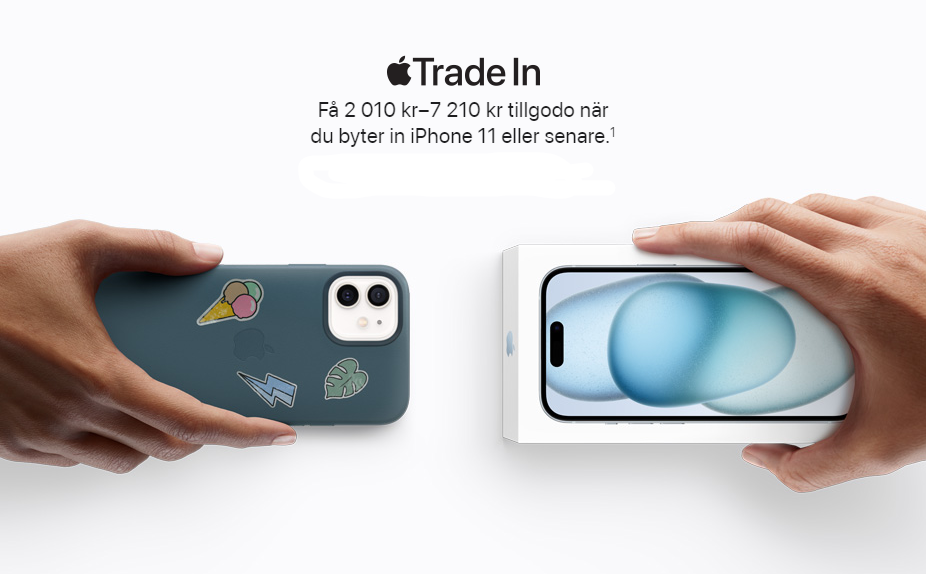 Trade In
Få 2 010 kr–7 210 kr tillgodo när
du byter in iPhone 11 eller senare.¹